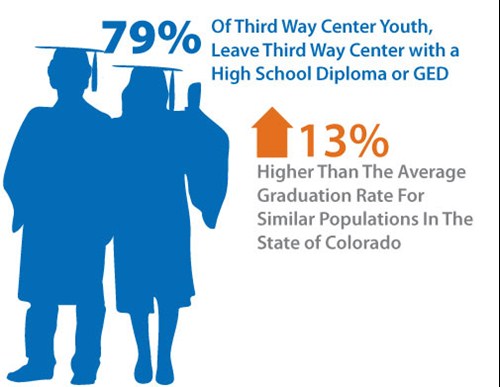 79% Of Third Way Center Youth,
Leave Third Way Center with a
High School Diploma or GED
13%
Higher Than The Average
Graduation Rate For
Similar Populations In The
State of Colorado